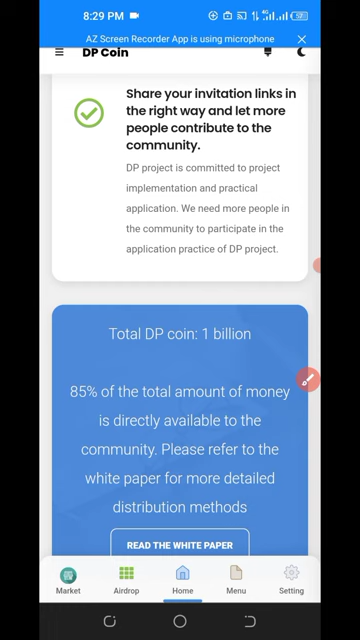 8:29 PM
AZ Screen Recorder App is using microphone
DP Coin
Share your invitation links in
the right way and let more
people contribute to the
community.
DP project is committed to project
implementation and practical
application. We need more people in
the community to participate in the
application practice of DP project.
Total DP coin: 1 billion
85% of the total amount of money
is directly available to the
community. Please refer to the
white paper for more detailed
distribution methods
READ THE WHITE PAPER
Market Airdrop Home Menu Setting